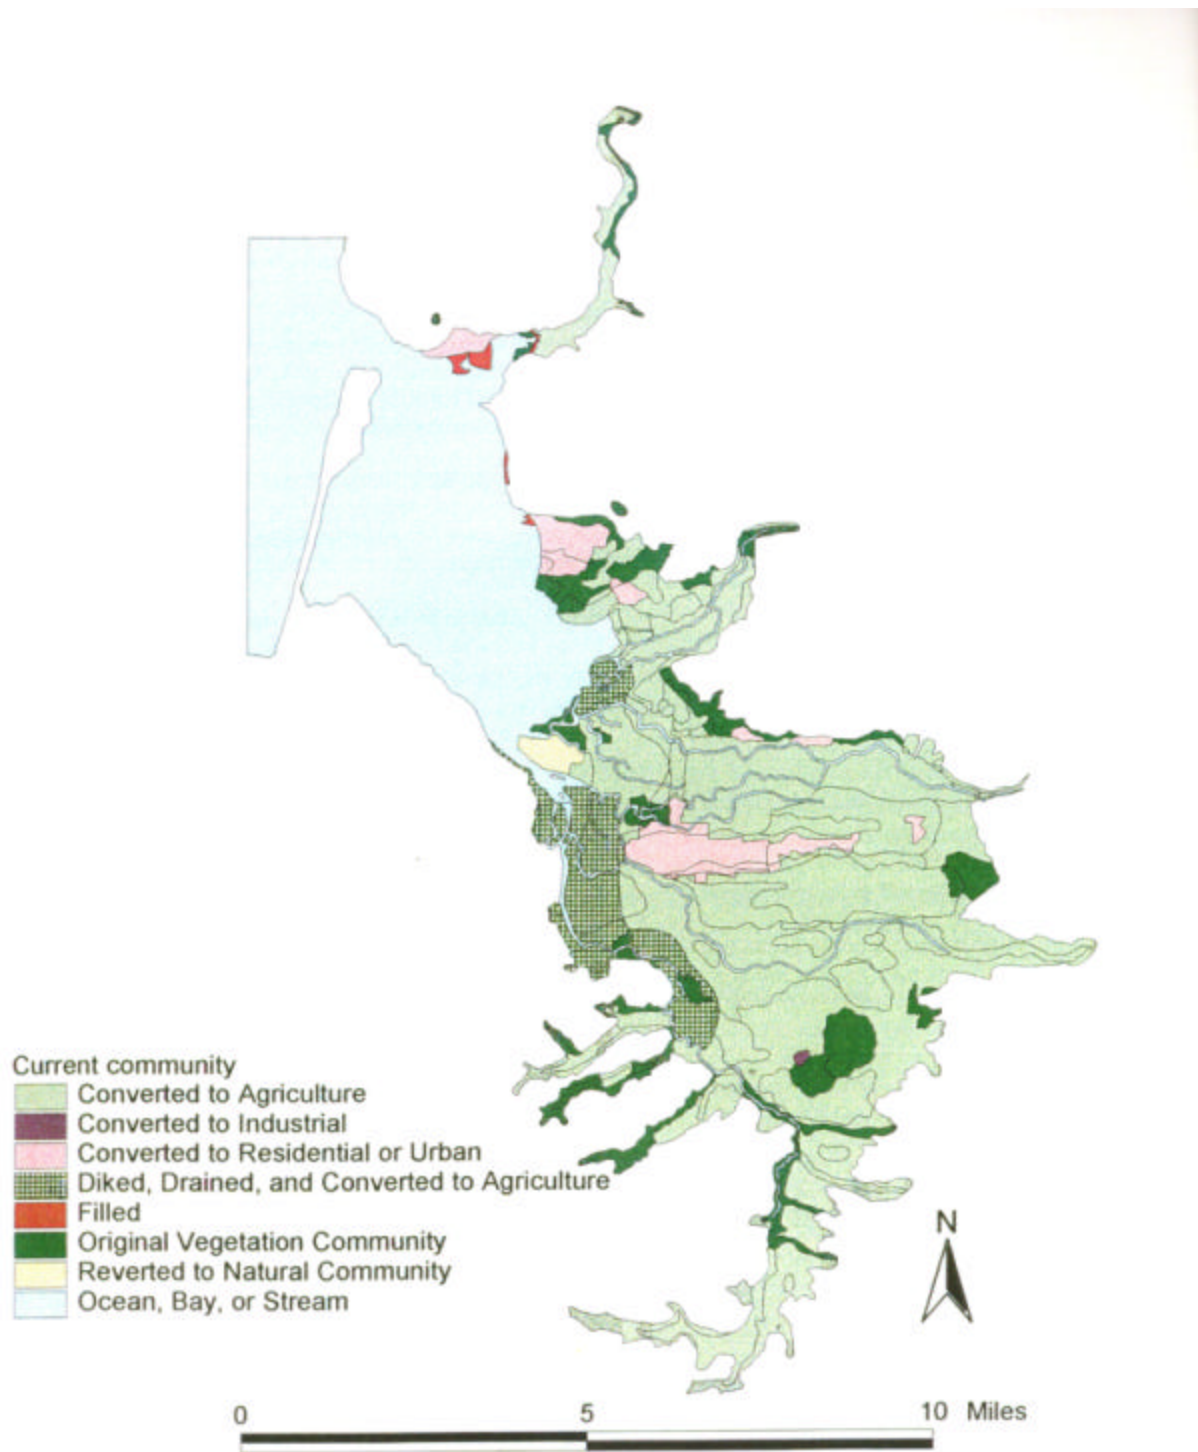 Current community
Converted to Agriculture
Converted to Industrial
Converted to Residential or Urban
Diked, Drained, and Converted to Agriculture
Filled
Original Vegetation Community
Reverted to Natural Community
Ocean, Bay, or Stream
N
0 5 10 Miles